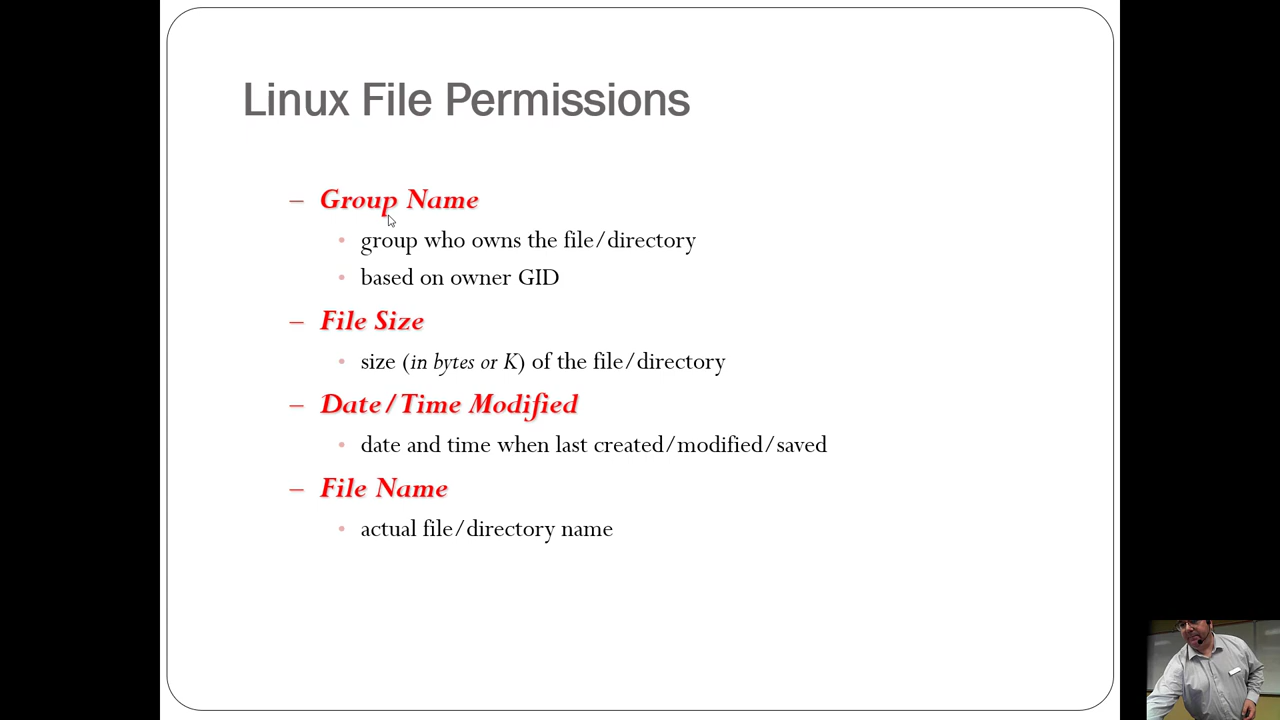 Linux File Permissions
– Group Name
• group who owns the file/directory
• based on owner GID
– File Size
• size (in bytes or K) of the file/directory
– Date/Time Modified
• date and time when last created/modified/saved
– File Name
• actual file/directory name